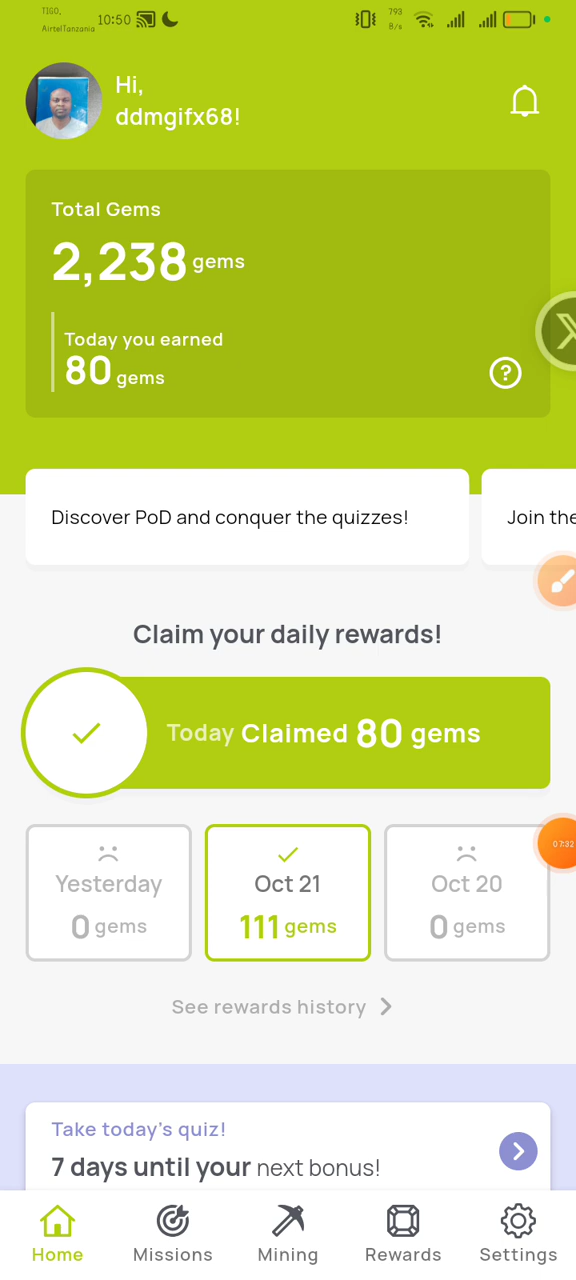 TIGO,
AirtelTanzania
10:50
793
B/s
Hi,
ddmgifx68!
Total Gems
2,238 gems
Today you earned
80 gems
?
Discover PoD and conquer the quizzes!
Join the
Claim your daily rewards!
Today Claimed 80 gems
Yesterday
0 gems
Oct 21
111 gems
Oct 20
0 gems
07:32
See rewards history
Take today's quiz!
7 days until your next bonus!
Home
Missions
Mining
Rewards
Settings